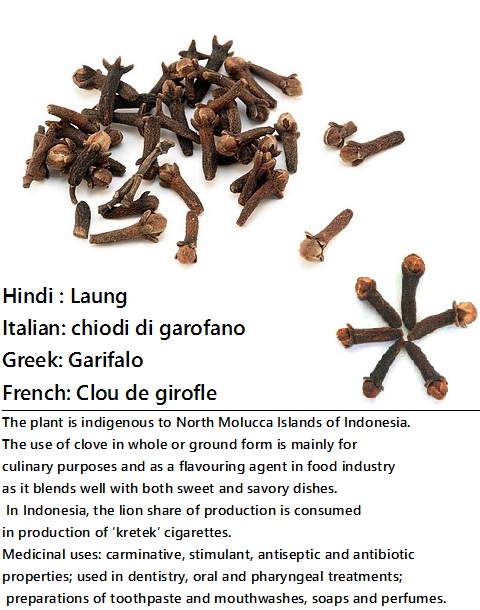 Hindi : Laung
Italian: chiodi di garofano
Greek: Garifalo
French: Clou de girofle
The plant is indigenous to North Molucca Islands of Indonesia.
The use of clove in whole or ground form is mainly for
culinary purposes and as a flavouring agent in food industry
as it blends well with both sweet and savory dishes.
In Indonesia, the lion share of production is consumed
in production of ‘kretek’ cigarettes.
Medicinal uses: carminative, stimulant, antiseptic and antibiotic
properties; used in dentistry, oral and pharyngeal treatments;
preparations of toothpaste and mouthwashes, soaps and perfumes.